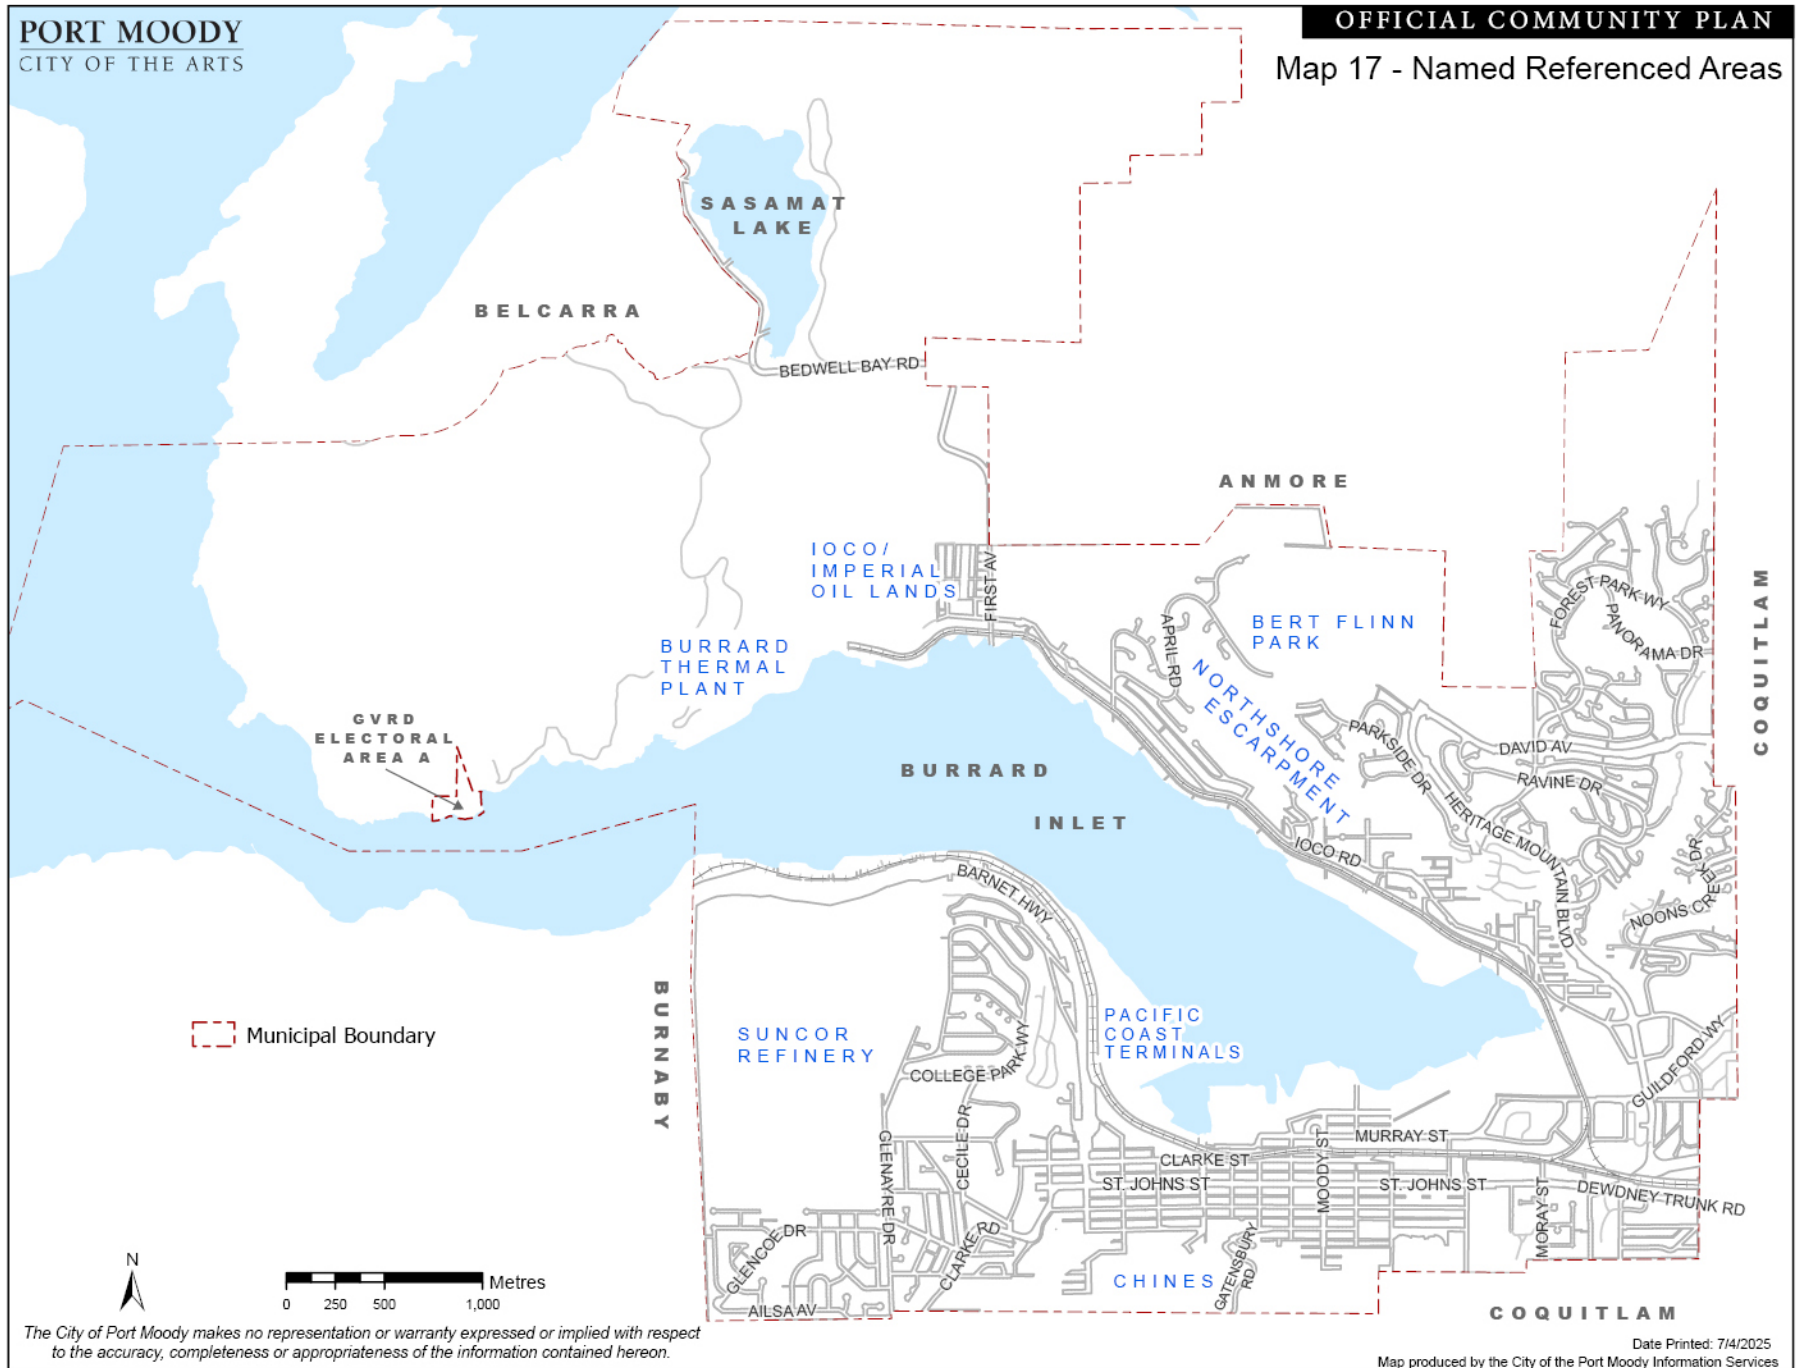 PORT MOODY
CITY OF THE ARTS
OFFICIAL COMMUNITY PLAN
Map 17 - Named Referenced Areas
SASAMAT
LAKE
BELCARRA
BEDWELL BAY RD
ANMORE
IOCO/
IMPERIAL
OIL LANDS
FIRST AV
BURRARD
THERMAL
PLANT
APRIL RD
BERT FLINN
PARK
NORTHSHORE
ESCARPMENT
FOREST PARK WY
PANORAMA DR
COQUITLAM
GVRD
ELECTORAL
AREA A
BURRARD
INLET
PARKSIDE DR
DAVID AV
RAVINE DR
HERITAGE MOUNTAIN BLVD
IOCO RD
NOONS CREEK DR
BARNET HWY
BURNABY
Municipal Boundary
SUNCOR
REFINERY
PACIFIC
COAST
TERMINALS
COLLEGE PARK WY
GUILDFORD WY
CECILE DR
GLENAYRE DR
MURRAY ST
CLARKE ST
MOODY ST
ST. JOHNS ST
ST. JOHNS ST
MORAY ST
DEWDNEY TRUNK RD
GLENCOE DR
CLARKE RD
GATENSBURY
RD
CHINES
AILSA AV
COQUITLAM
N
Metres
0 250 500 1,000
The City of Port Moody makes no representation or warranty expressed or implied with respect
to the accuracy, completeness or appropriateness of the information contained hereon.
Date Printed: 7/4/2025
Map produced by the City of the Port Moody Information Services